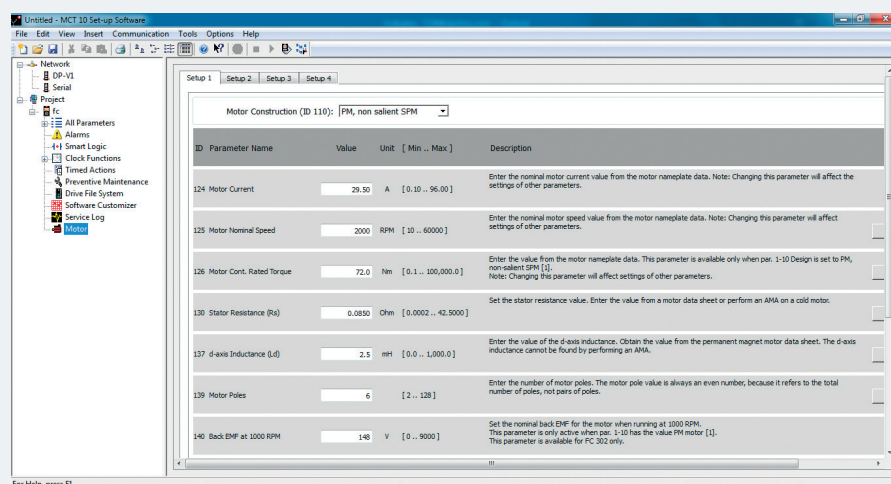 Untitled - MCT 10 Set-up Software
File Edit View Insert Communication Tools Options Help
Network
DP-V1
Serial
Project
fc
All Parameters
Alarms
Smart Logic
Clock Functions
Timed Actions
Preventive Maintenance
Drive File System
Software Customizer
Service Log
Motor
Setup 1 Setup 2 Setup 3 Setup 4
Motor Construction (ID 110): PM, non salient SPM
ID Parameter Name Value Unit [ Min .. Max ] Description
124 Motor Current 29.50 A [ 0.10 .. 96.00 ] Enter the nominal motor current value from the motor nameplate data. Note: Changing this parameter will affect the
settings of other parameters.
125 Motor Nominal Speed 2000 RPM [ 10 .. 60000 ] Enter the nominal motor speed value from the motor nameplate data. Note: Changing this parameter will affect
settings of other parameters.
126 Motor Cont. Rated Torque 72.0 Nm [ 0.1 .. 100,000.0 ] Enter the value from the motor nameplate data. This parameter is available only when par. 1-10 Design is set to PM,
non-salient SPM [1].
Note: Changing this parameter will affect settings of other parameters.
130 Stator Resistance (Rs) 0.0850 Ohm [ 0.0002 .. 42.5000 ] Set the stator resistance value. Enter the value from a motor data sheet or perform an AMA on a cold motor.
137 d-axis Inductance (Ld) 2.5 mH [ 0.0 .. 1,000.0 ] Enter the value of the d-axis inductance. Obtain the value from the permanent magnet motor data sheet. The d-axis
inductance cannot be found by performing an AMA.
139 Motor Poles 6 [ 2 .. 128 ] Enter the number of motor poles. The motor pole value is always an even number, because it refers to the total
number of poles, not pairs of poles.
140 Back EMF at 1000 RPM 148 V [ 0 .. 9000 ] Set the nominal back EMF for the motor when running at 1000 RPM.
This parameter is only active when par. 1-10 has the value PM motor [1].
This parameter is available for FC 302 only.
For Help, press F1